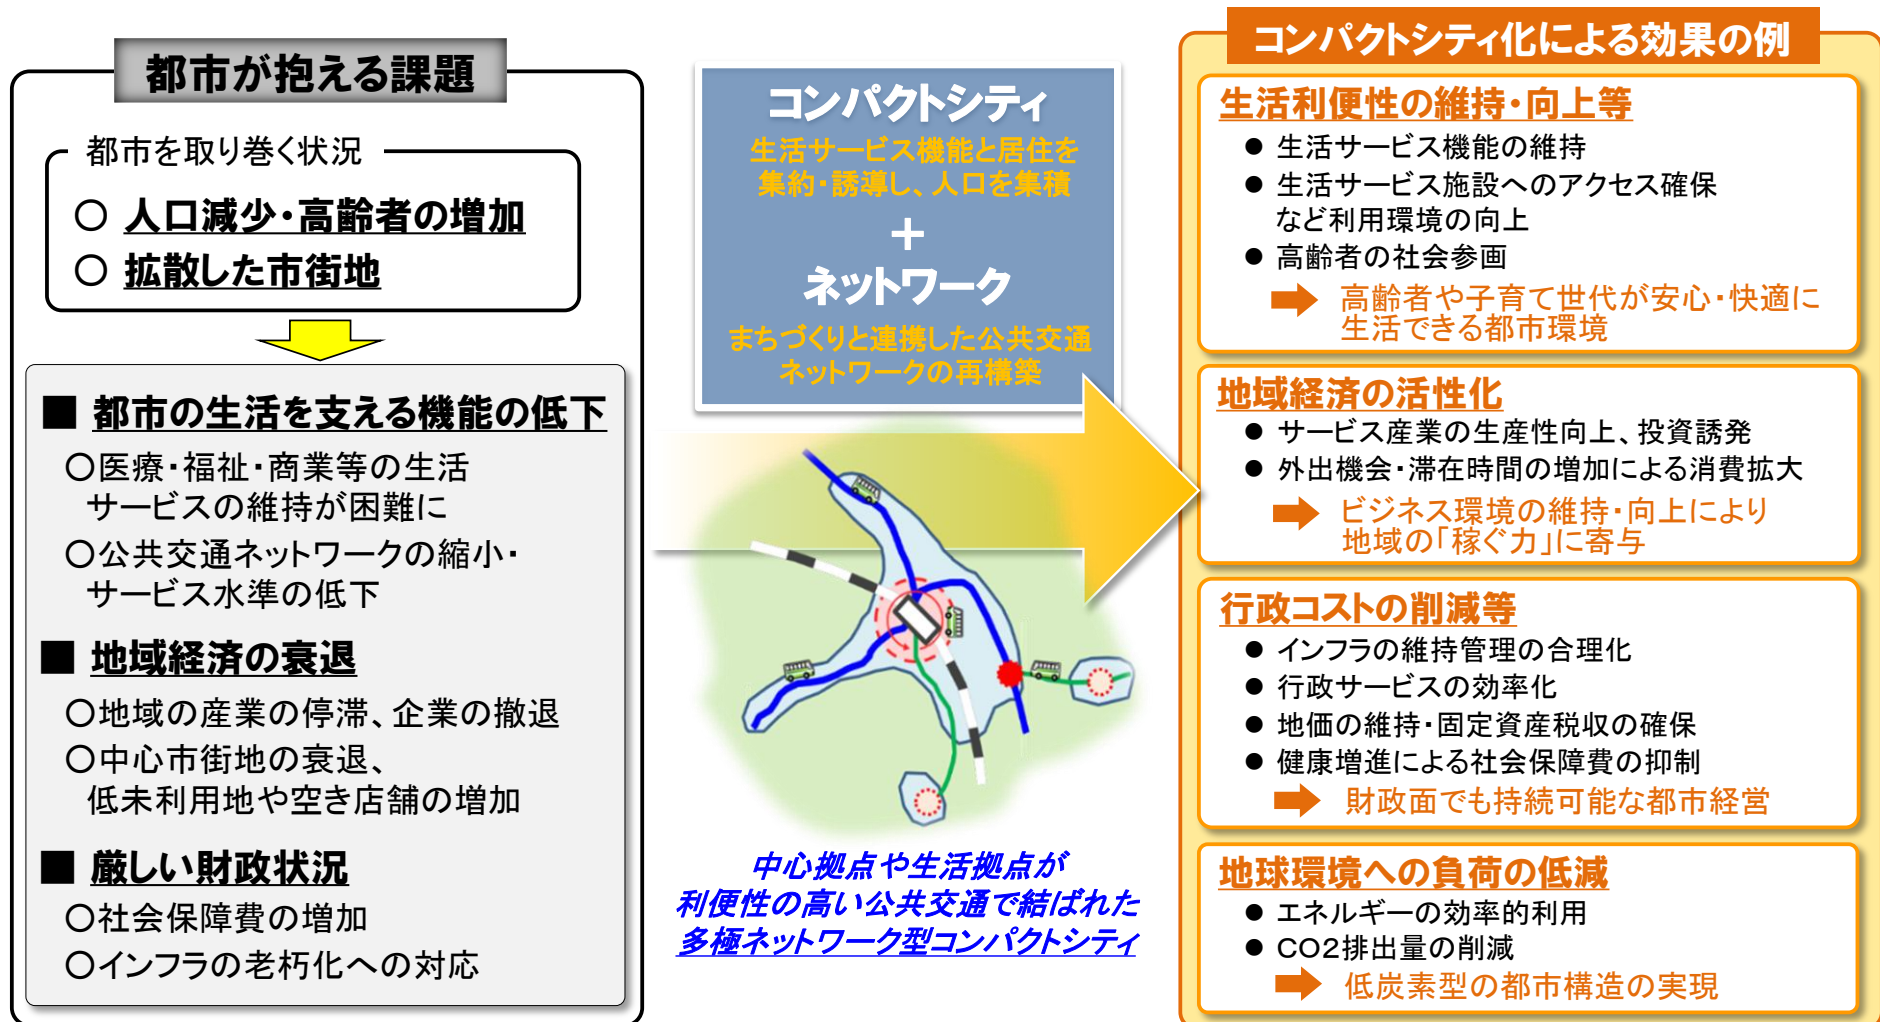 都市が抱える課題
都市を取り巻く状況
○ 人口減少・高齢者の増加
○ 拡散した市街地
■ 都市の生活を支える機能の低下
○医療・福祉・商業等の生活
サービスの維持が困難に
○公共交通ネットワークの縮小・
サービス水準の低下
■ 地域経済の衰退
○地域の産業の停滞、企業の撤退
○中心市街地の衰退、
低未利用地や空き店舗の増加
■ 厳しい財政状況
○社会保障費の増加
○インフラの老朽化への対応
コンパクトシティ
生活サービス機能と居住を
集約・誘導し、人口を集積
＋
ネットワーク
まちづくりと連携した公共交通
ネットワークの再構築
中心拠点や生活拠点が
利便性の高い公共交通で結ばれた
多極ネットワーク型コンパクトシティ
コンパクトシティ化による効果の例
生活利便性の維持・向上等
● 生活サービス機能の維持
● 生活サービス施設へのアクセス確保
など利用環境の向上
● 高齢者の社会参画
高齢者や子育て世代が安心・快適に
生活できる都市環境
地域経済の活性化
● サービス産業の生産性向上、投資誘発
● 外出機会・滞在時間の増加による消費拡大
ビジネス環境の維持・向上により
地域の「稼ぐ力」に寄与
行政コストの削減等
● インフラの維持管理の合理化
● 行政サービスの効率化
● 地価の維持・固定資産税収の確保
● 健康増進による社会保障費の抑制
財政面でも持続可能な都市経営
地球環境への負荷の低減
● エネルギーの効率的利用
● CO2排出量の削減
低炭素型の都市構造の実現